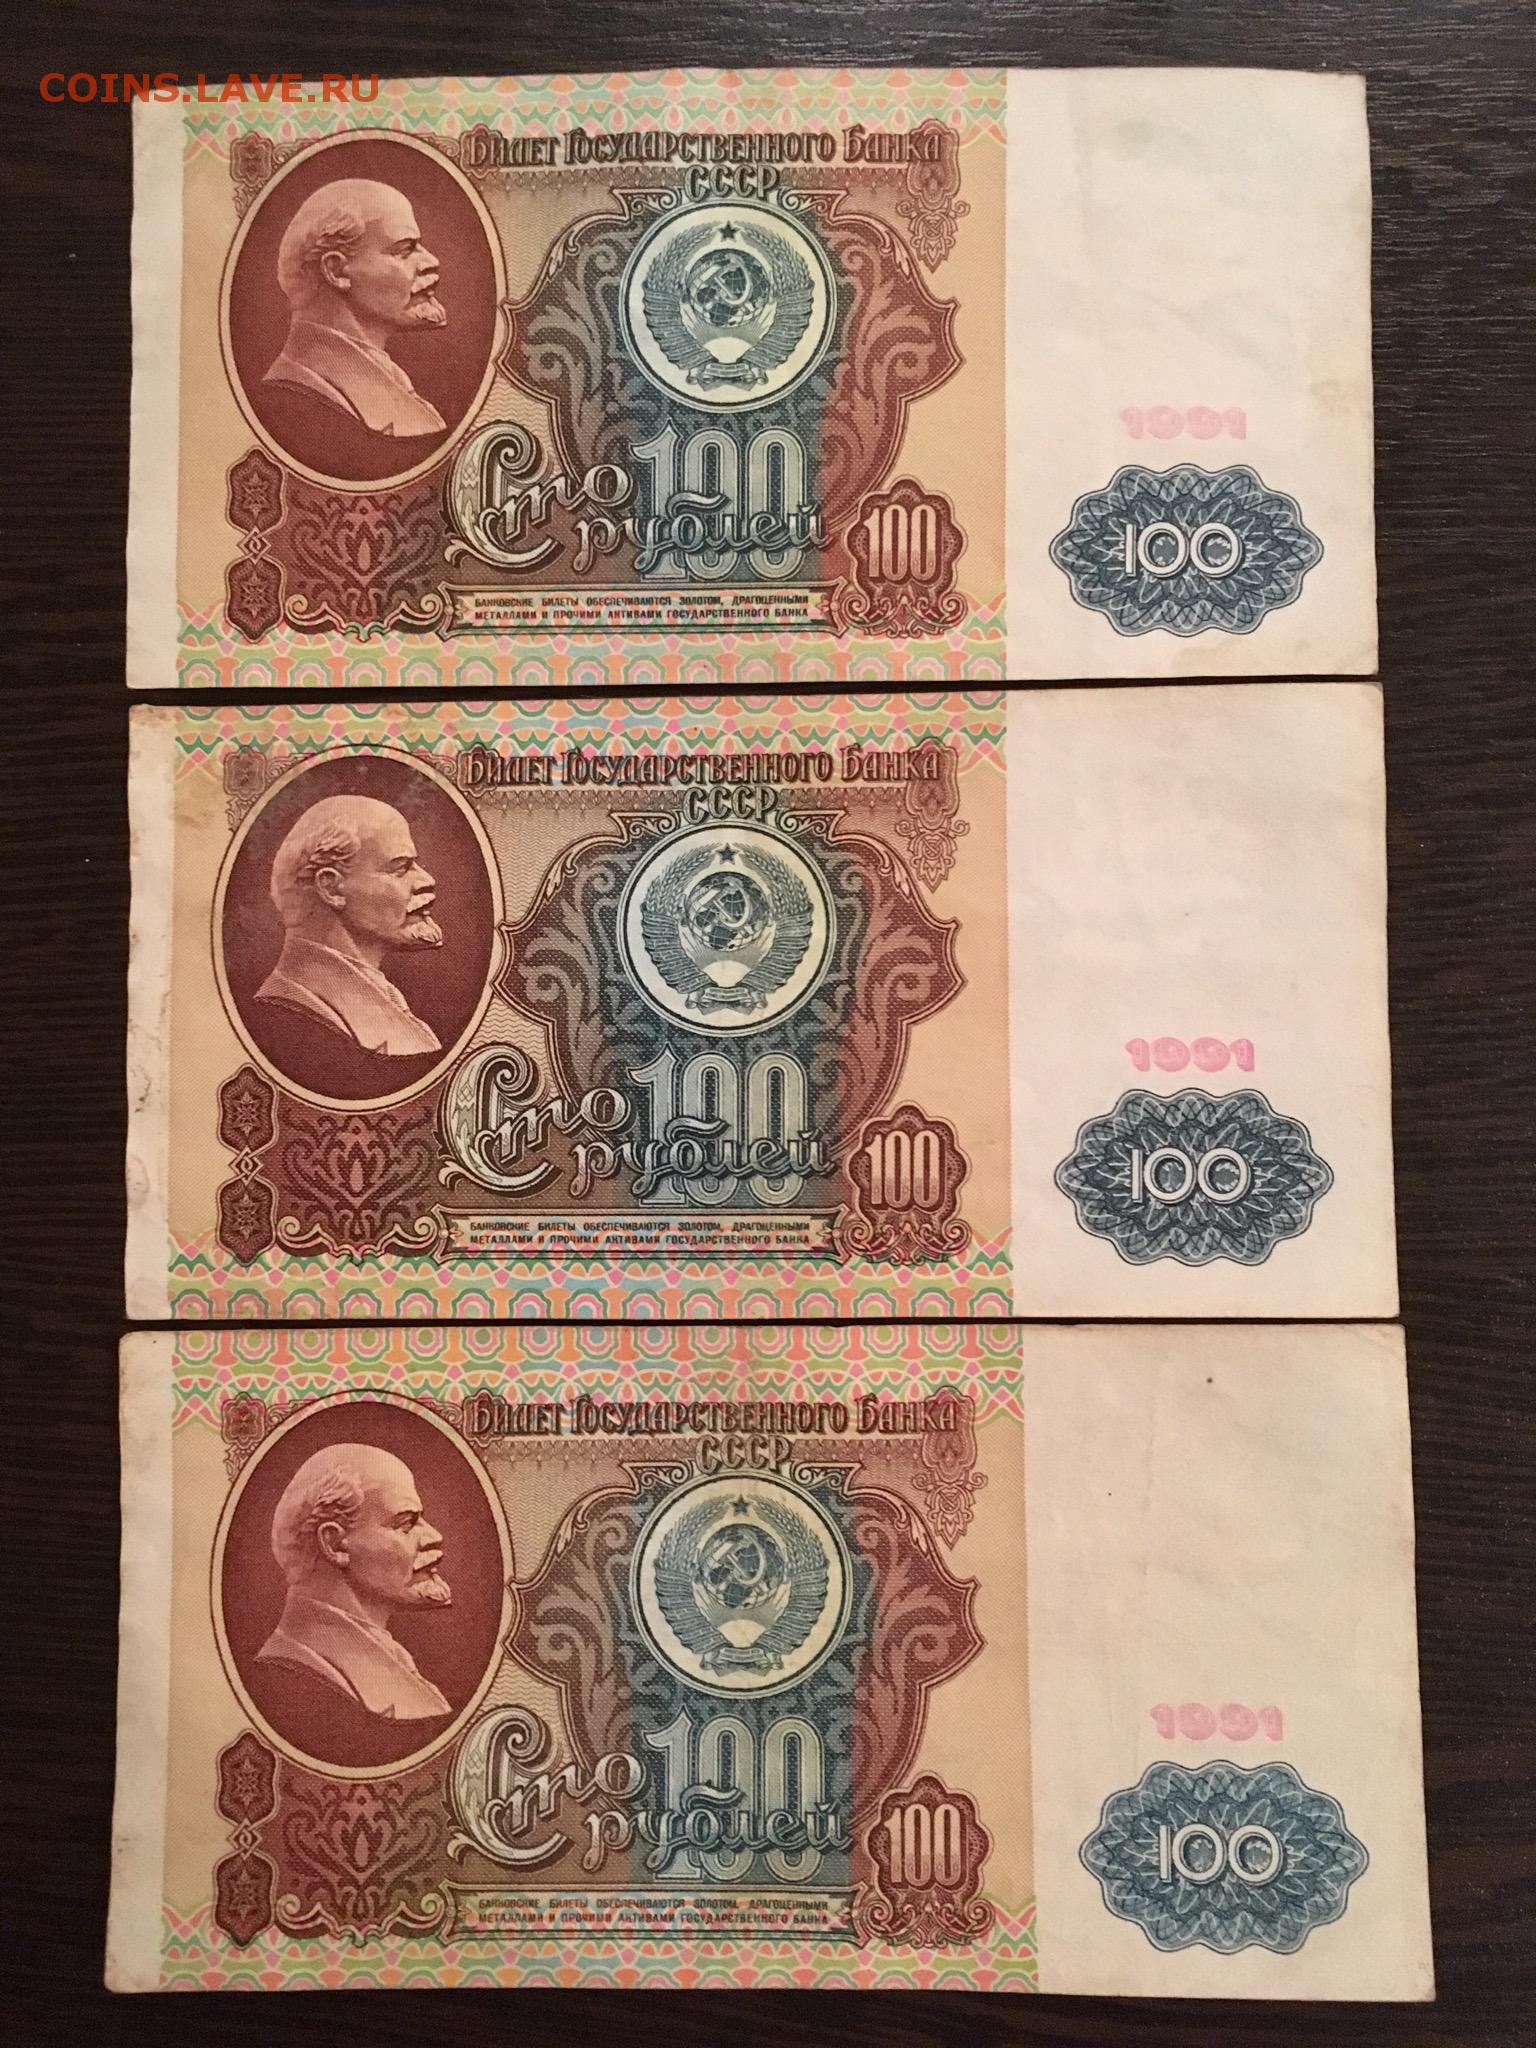 COINS.LAVE.RU
Билет Государственного Банка
СССР
1991
100
Сто
рублей
100
100
БАНКОВСКИЕ БИЛЕТЫ ОБЕСПЕЧИВАЮТСЯ ЗОЛОТОМ, ДРАГОЦЕННЫМИ
МЕТАЛЛАМИ И ПРОЧИМИ АКТИВАМИ ГОСУДАРСТВЕННОГО БАНКА
Билет Государственного Банка
СССР
1991
100
Сто
рублей
100
100
БАНКОВСКИЕ БИЛЕТЫ ОБЕСПЕЧИВАЮТСЯ ЗОЛОТОМ, ДРАГОЦЕННЫМИ
МЕТАЛЛАМИ И ПРОЧИМИ АКТИВАМИ ГОСУДАРСТВЕННОГО БАНКА
Билет Государственного Банка
СССР
1991
100
Сто
рублей
100
100
БАНКОВСКИЕ БИЛЕТЫ ОБЕСПЕЧИВАЮТСЯ ЗОЛОТОМ, ДРАГОЦЕННЫМИ
МЕТАЛЛАМИ И ПРОЧИМИ АКТИВАМИ ГОСУДАРСТВЕННОГО БАНКА